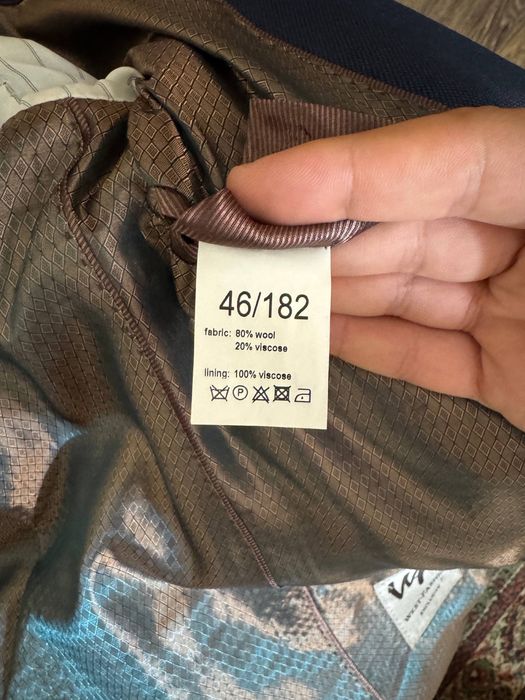 46/182
fabric: 80% wool
20% viscose
lining: 100% viscose
P